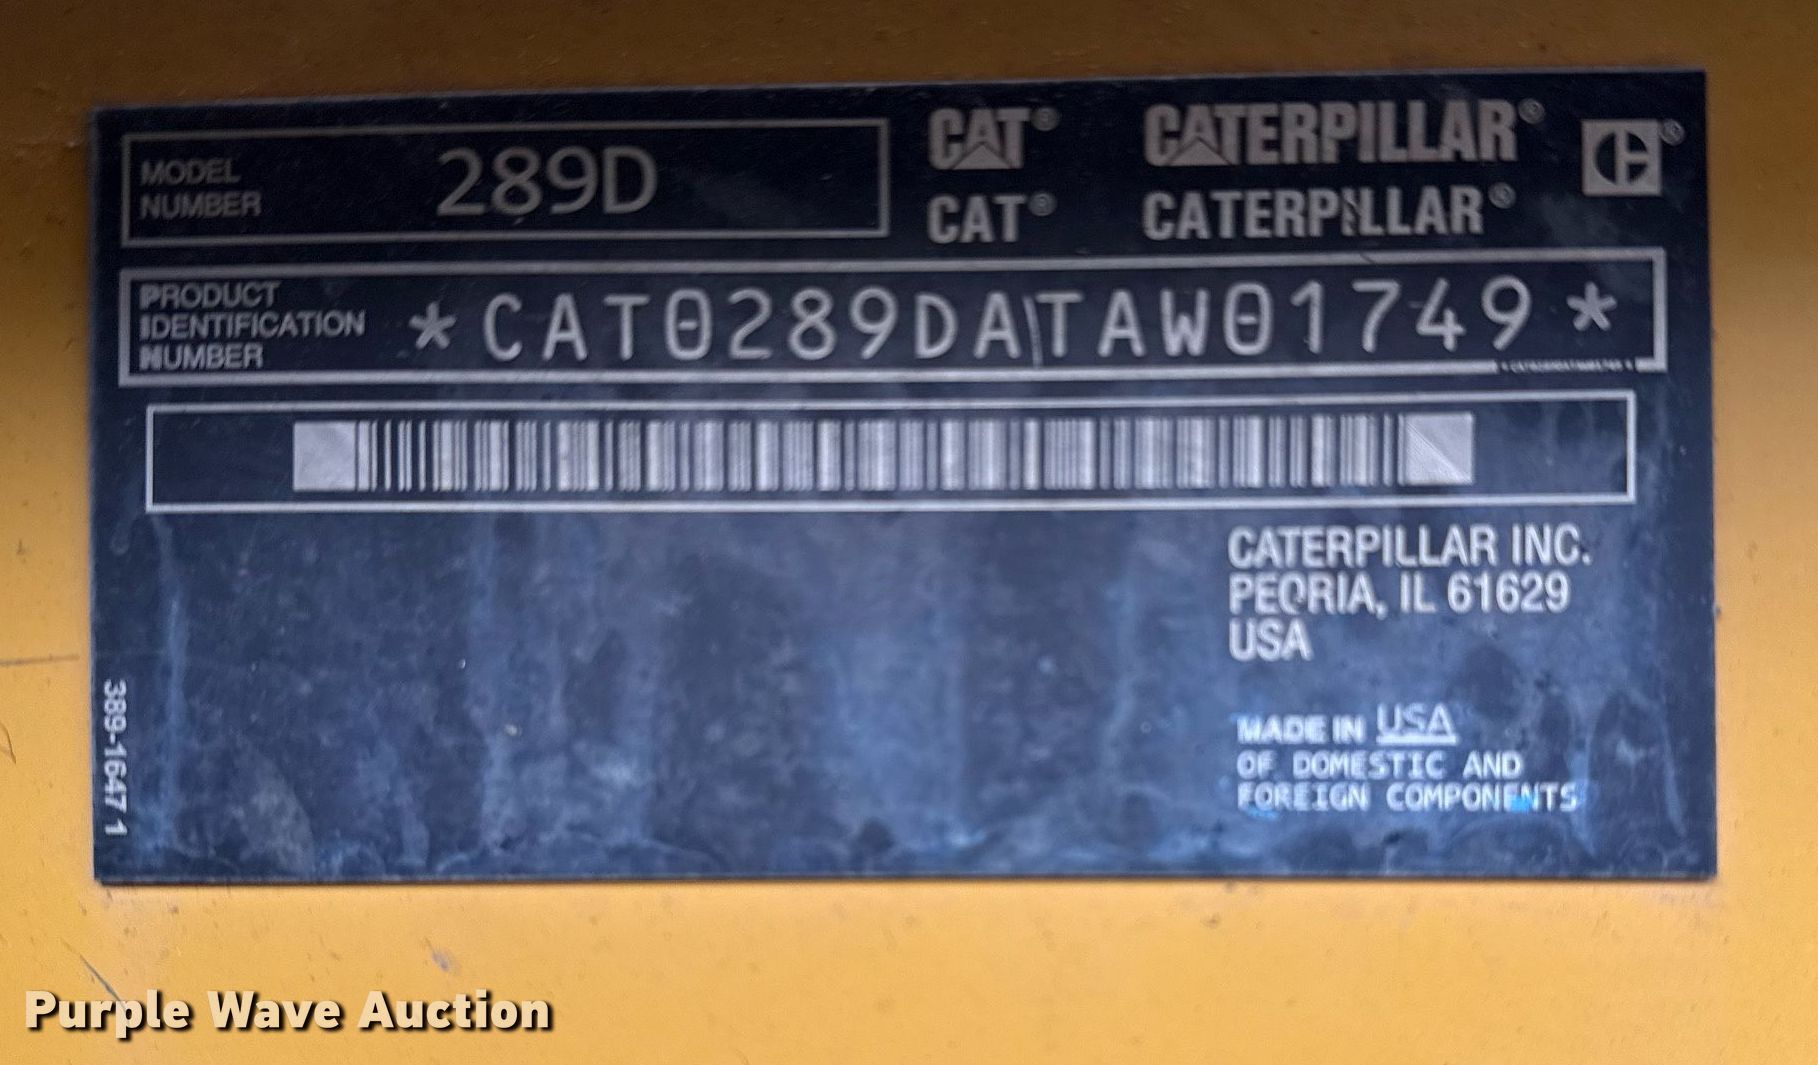 MODEL NUMBER 289D
CAT® CATERPILLAR®
CAT® CATERPILLAR®
PRODUCT IDENTIFICATION NUMBER *CAT0289DATAW01749*
CATERPILLAR INC.
PEORIA, IL 61629
USA
MADE IN USA
OF DOMESTIC AND
FOREIGN COMPONENTS
389-1647 1
Purple Wave Auction